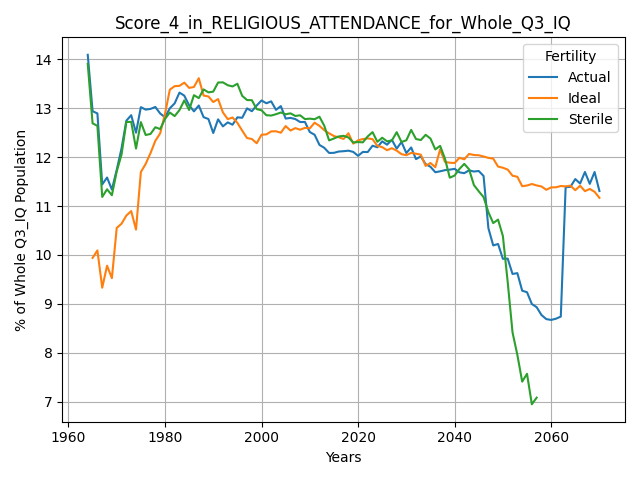 Score_4_in_RELIGIOUS_ATTENDANCE_for_Whole_Q3_IQ
% of Whole Q3_IQ Population
14
13
12
11
10
9
8
7
Fertility
Actual
Ideal
Sterile
1960 1980 2000 2020 2040 2060
Years